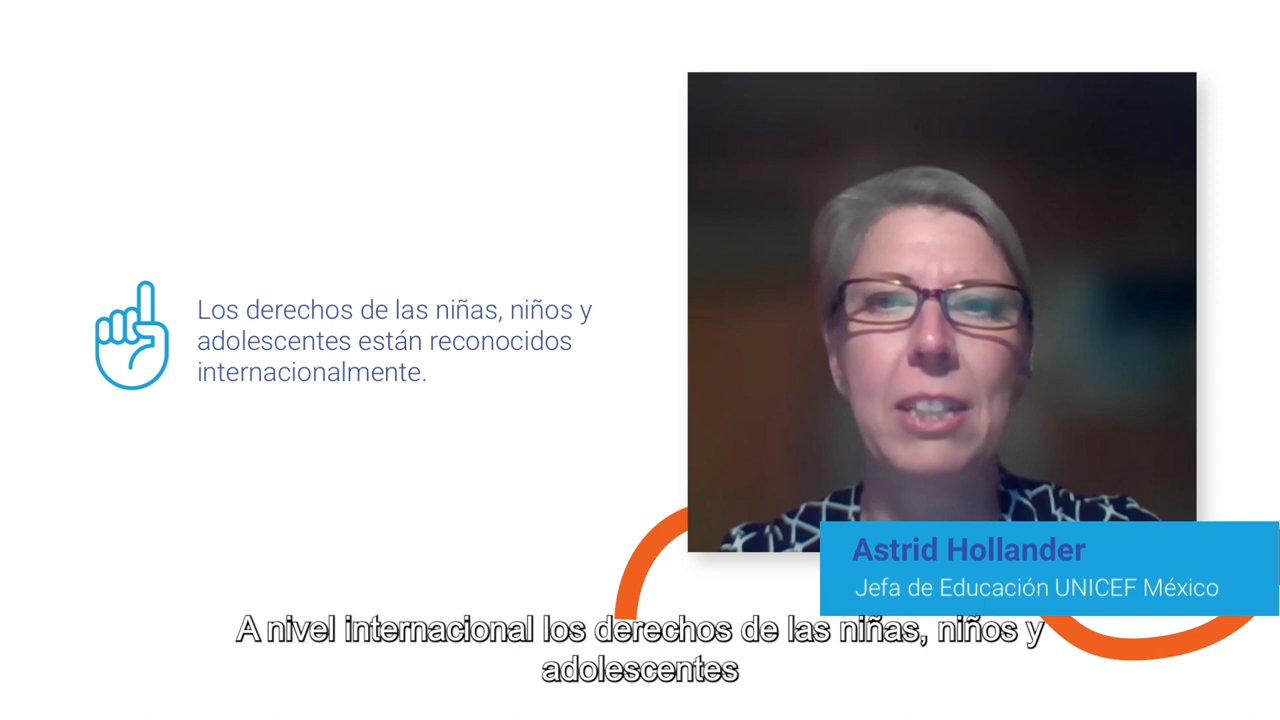 Los derechos de las niñas, niños y
adolescentes están reconocidos
internacionalmente.
Astrid Hollander
Jefa de Educación UNICEF México
A nivel internacional los derechos de las niñas, niños y
adolescentes